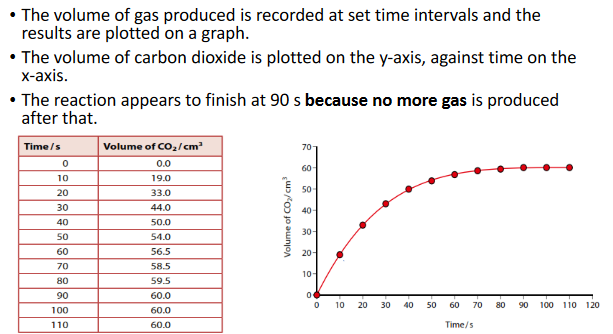 • The volume of gas produced is recorded at set time intervals and the
results are plotted on a graph.
• The volume of carbon dioxide is plotted on the y-axis, against time on the
x-axis.
• The reaction appears to finish at 90 s because no more gas is produced
after that.
Time/s Volume of CO₂/cm³
0 0.0
10 19.0
20 33.0
30 44.0
40 50.0
50 54.0
60 56.5
70 58.5
80 59.5
90 60.0
100 60.0
110 60.0
Volume of CO₂/cm³
70
60
50
40
30
20
10
0
0 10 20 30 40 50 60 70 80 90 100 110 120
Time/s